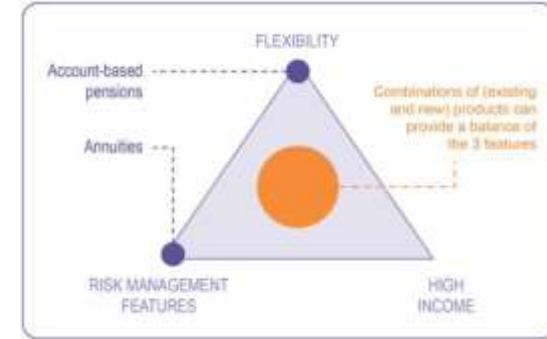 FLEXIBILITY
Account-based
pensions
Combinations of (existing
and new) products can
provide a balance of
the 3 features
Annuities
RISK MANAGEMENT
FEATURES
HIGH
INCOME